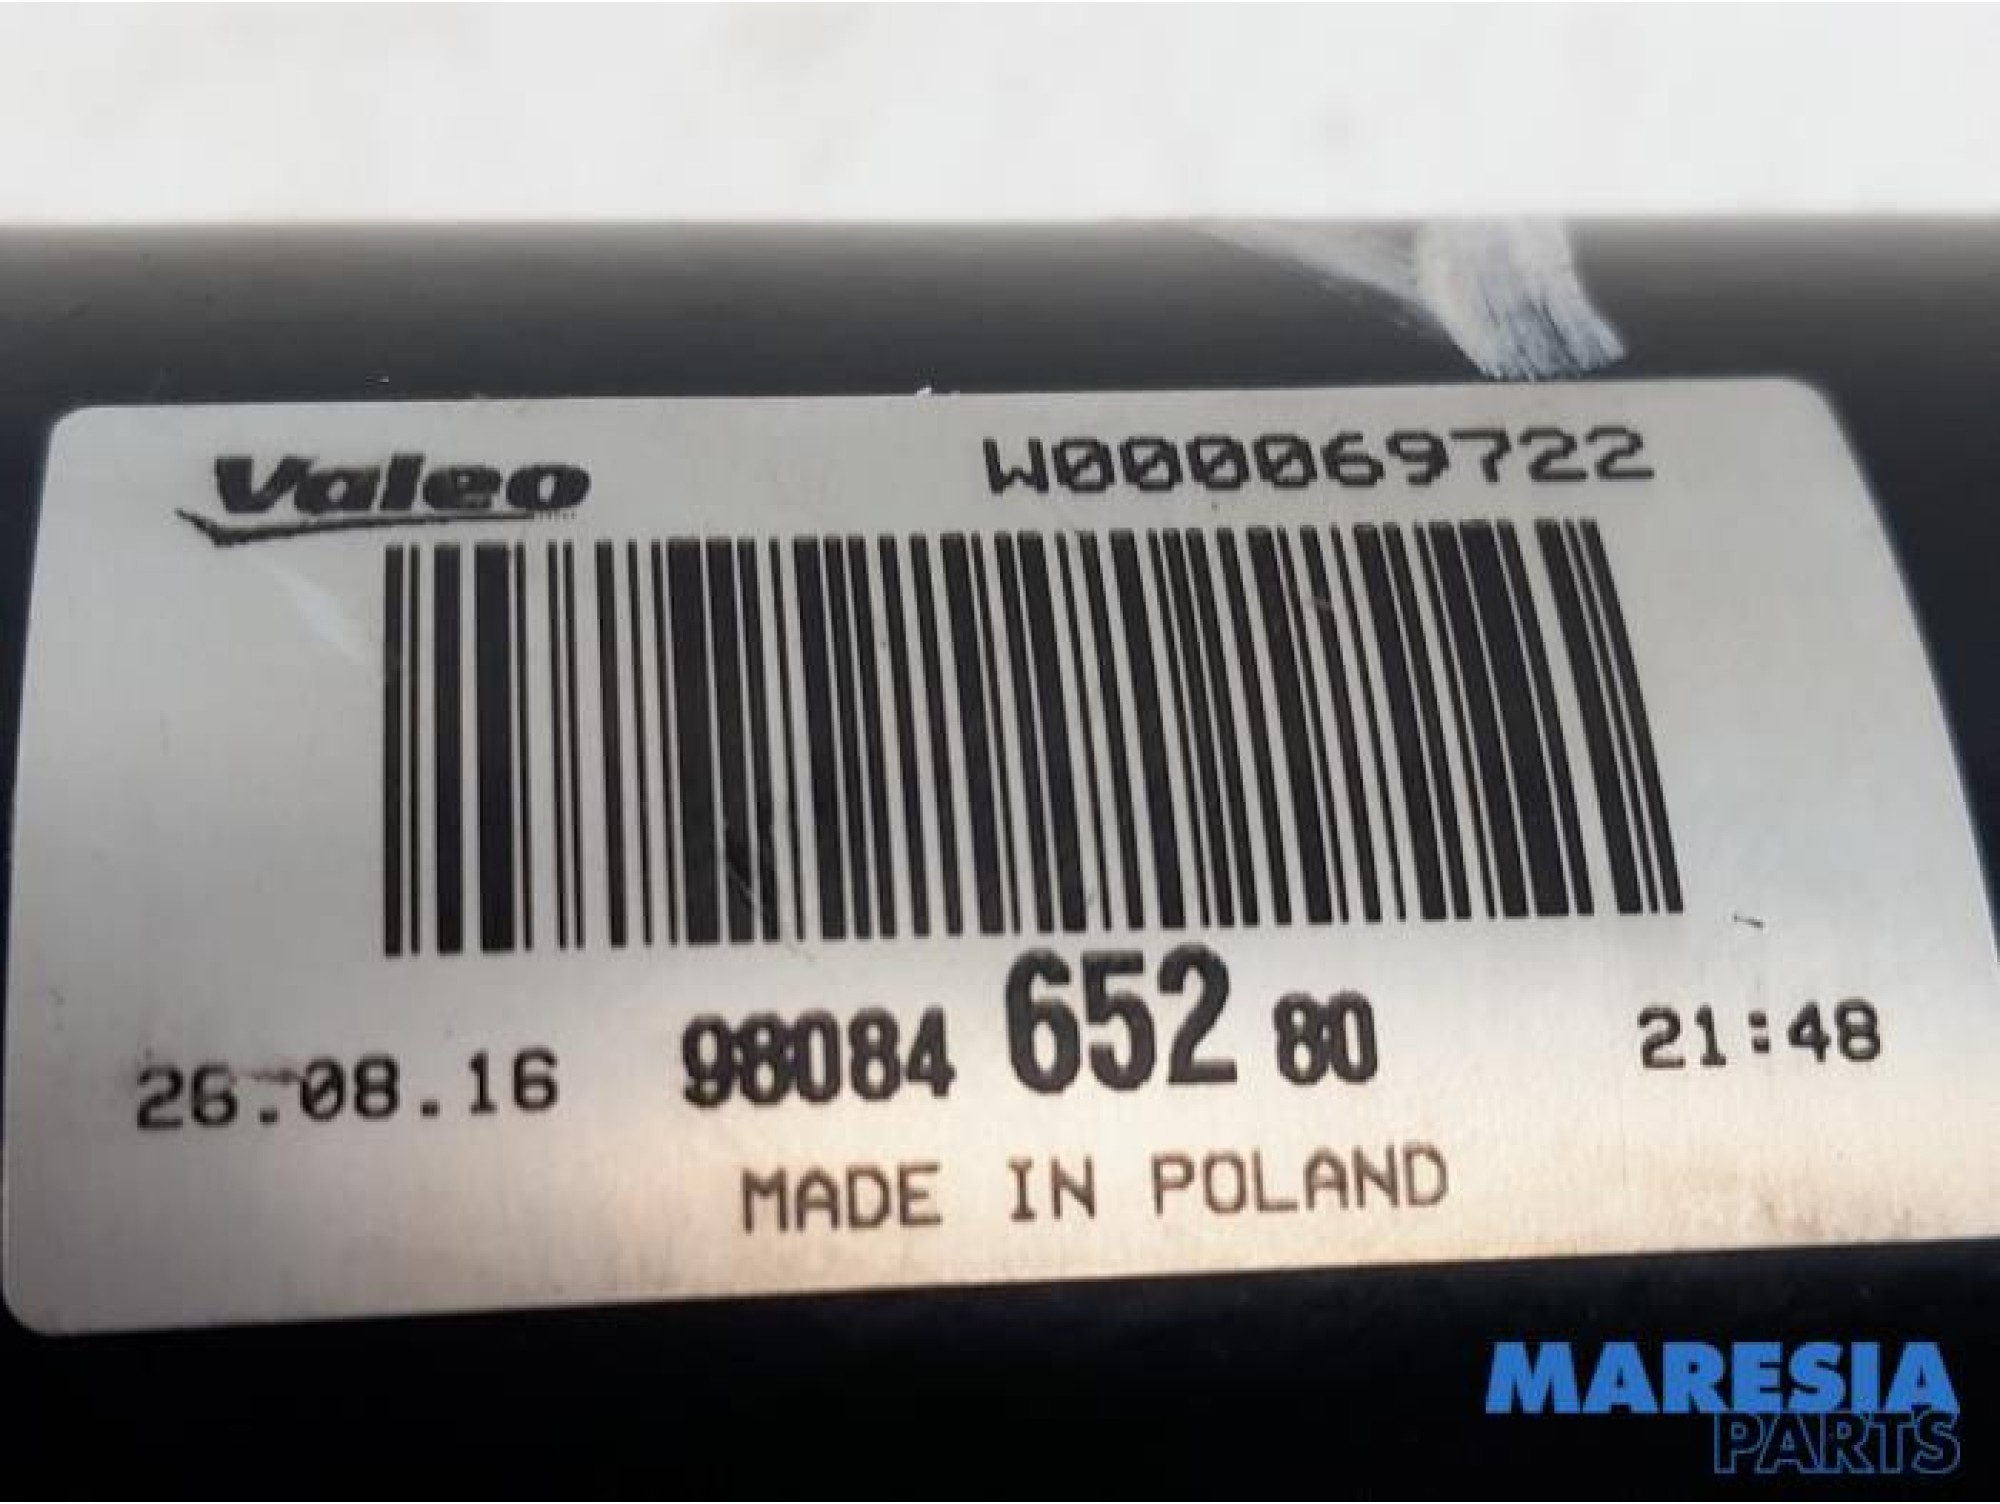 Valeo W000069722
26.08.16 98084 652 80 21:48
MADE IN POLAND
MARESIA
PARTS